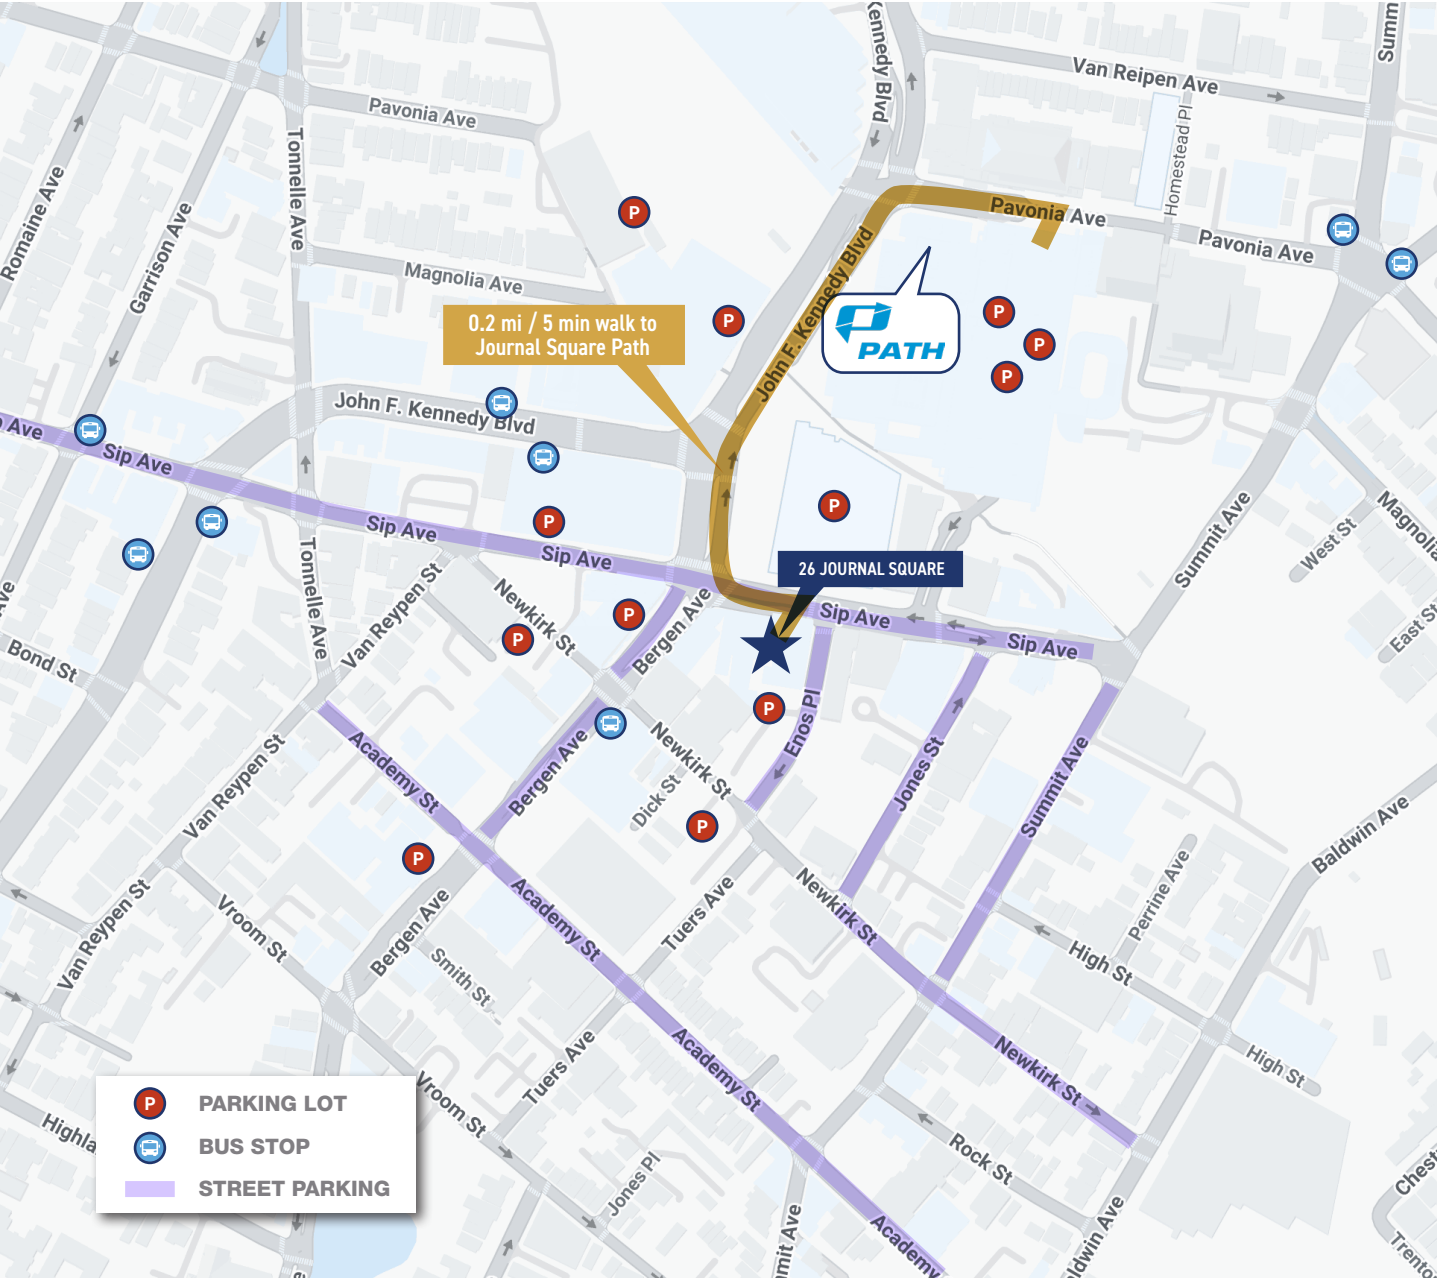 Kennedy Blvd
Summ
Van Reipen Ave
Pavonia Ave
Homestead Pl
Tonnelle Ave
Romaine Ave
Garrison Ave
P
Pavonia Ave
Pavonia Ave
Magnolia Ave
0.2 mi / 5 min walk to
Journal Square Path
P
John F. Kennedy Blvd
PATH
P
P
P
John F. Kennedy Blvd
Ave
Sip Ave
Sip Ave
P
Sip Ave
P
Summit Ave
West St
Magnolia
East St
26 JOURNAL SQUARE
Tonnelle Ave
Van Reypen St
Newkirk St
P
P
Bergen Ave
Sip Ave
Sip Ave
Ave
Bond St
P
Enos Pl
Newkirk St
Dick St
P
Bergen Ave
Academy St
Van Reypen St
Jones St
Summit Ave
Baldwin Ave
P
Academy St
Bergen Ave
Tuers Ave
Newkirk St
Perrine Ave
High St
Van Reypen St
Vroom St
Smith St
Academy St
Tuers Ave
Newkirk St
High St
Vroom St
Rock St
Jones Pl
Highla
P PARKING LOT
BUS STOP
STREET PARKING
Academy
mit Ave
ldwin Ave
Chest
Trento